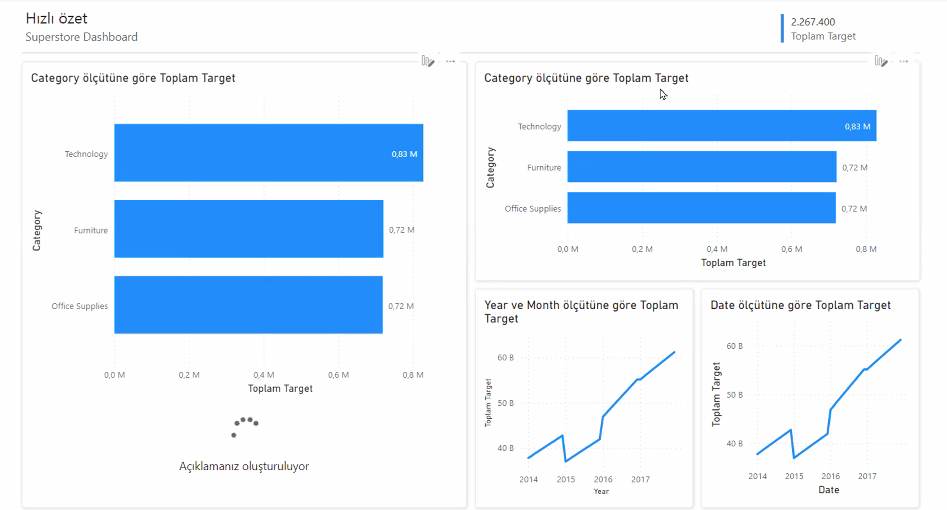 Hızlı özet
Superstore Dashboard
2.267.400
Toplam Target
Category ölçütüne göre Toplam Target
Category
Technology
0,83 M
Furniture
0,72 M
Office Supplies
0,72 M
0,0 M 0,2 M 0,4 M 0,6 M 0,8 M
Toplam Target
Açıklamanız oluşturuluyor
Category ölçütüne göre Toplam Target
Category
Technology
0,83 M
Furniture
0,72 M
Office Supplies
0,72 M
0,0 M 0,2 M 0,4 M 0,6 M 0,8 M
Toplam Target
Year ve Month ölçütüne göre Toplam
Target
Toplam Target
60 B
50 B
40 B
2014 2015 2016 2017
Year
Date ölçütüne göre Toplam Target
Toplam Target
60 B
50 B
40 B
2014 2015 2016 2017
Date